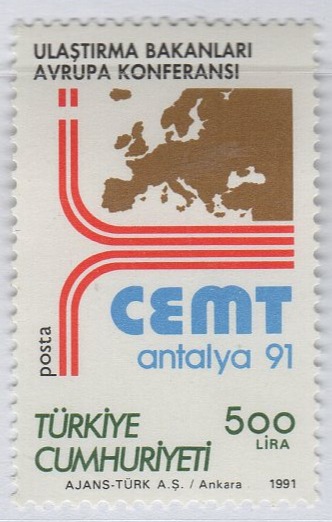 ULAŞTIRMA BAKANLARI
AVRUPA KONFERANSI
CEMT
antalya 91
posta
TÜRKİYE
CUMHURİYETİ
500
LİRA
AJANS-TÜRK A.Ş. / Ankara 1991